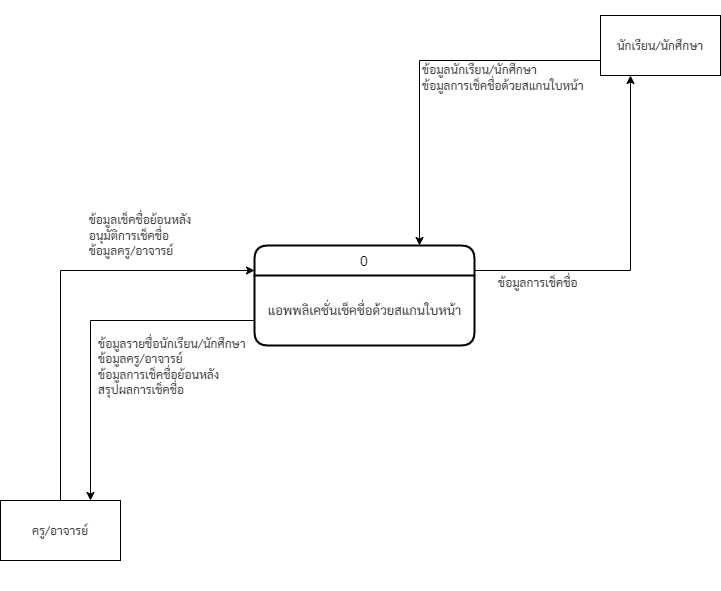 นักเรียน/นักศึกษา
ข้อมูลนักเรียน/นักศึกษา
ข้อมูลการเช็คชื่อด้วยสแกนใบหน้า
ข้อมูลเช็คชื่อย้อนหลัง
อนุมัติการเช็คชื่อ
ข้อมูลครู/อาจารย์
0
ข้อมูลการเช็คชื่อ
แอพพลิเคชั่นเช็คชื่อด้วยสแกนใบหน้า
ข้อมูลรายชื่อนักเรียน/นักศึกษา
ข้อมูลครู/อาจารย์
ข้อมูลการเช็คชื่อย้อนหลัง
สรุปผลการเช็คชื่อ
ครู/อาจารย์